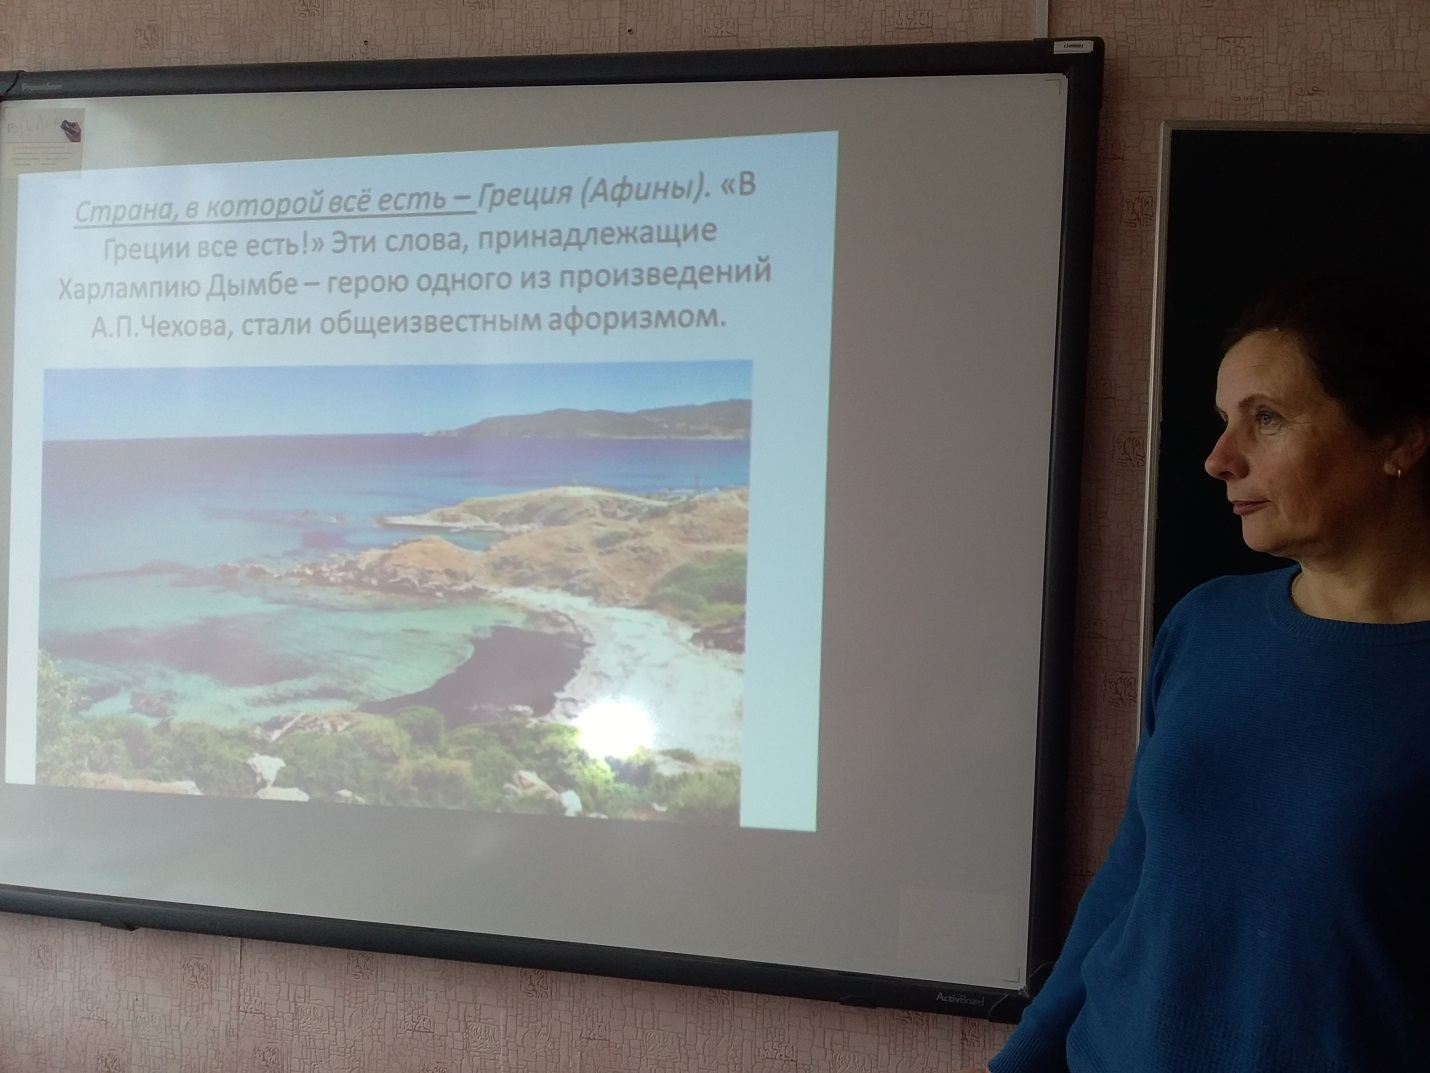 Страна, в которой всё есть – Греция (Афины). «В
Греции все есть!» Эти слова, принадлежащие
Харлампию Дымбе – герою одного из произведений
А.П.Чехова, стали общеизвестным афоризмом.
ActivBoard